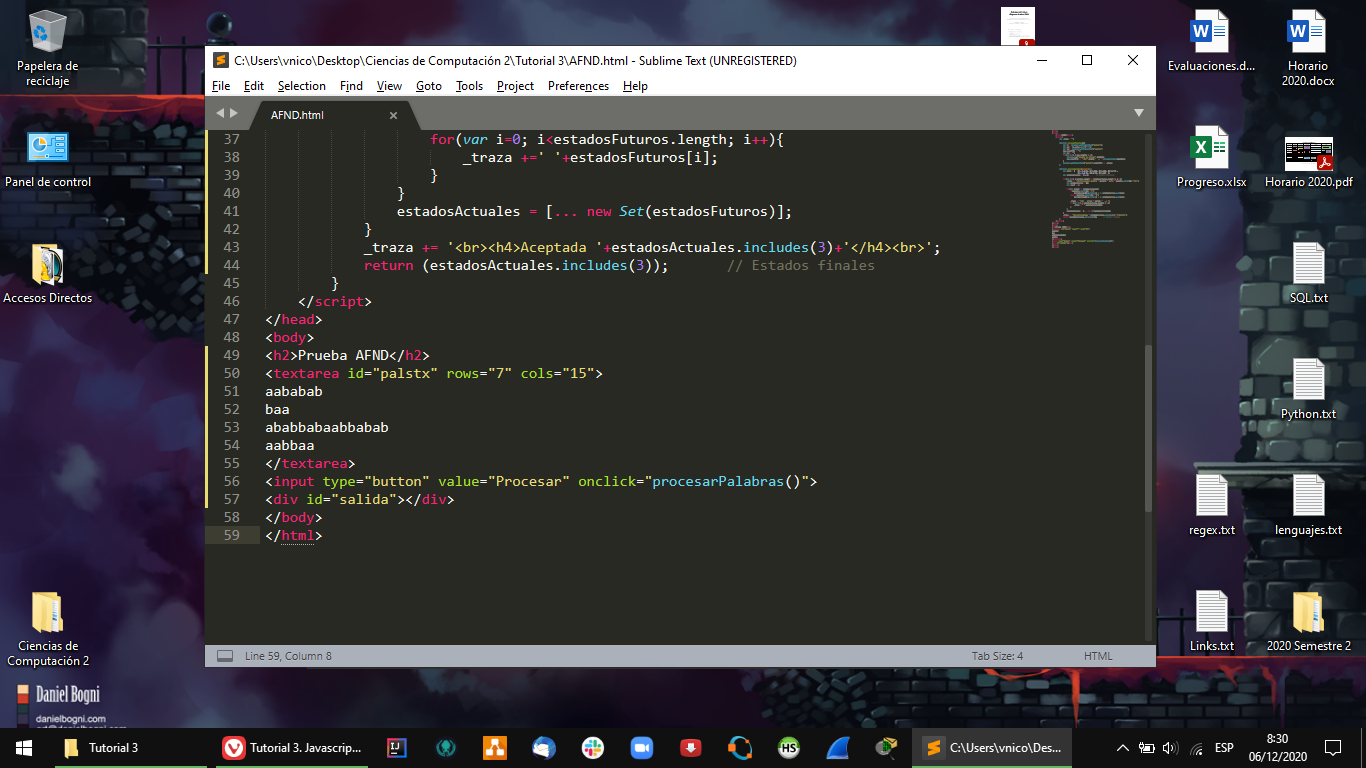 Papelera de
reciclaje
Panel de control
Accesos Directos
Ciencias de
Computación 2
Daniel Bogni
danielbogni.com
C:\Users\vnico\Desktop\Ciencias de Computación 2\Tutorial 3\AFND.html - Sublime Text (UNREGISTERED)
File Edit Selection Find View Goto Tools Project Preferences Help
AFND.html
37 for(var i=0; i<estadosFuturos.length; i++){
38 _traza +=' '+estadosFuturos[i];
39 }
40 }
41 estadosActuales = [... new Set(estadosFuturos)];
42 }
43 _traza += '<br><h4>Aceptada '+estadosActuales.includes(3)+'</h4><br>';
44 return (estadosActuales.includes(3)); // Estados finales
45 }
46 </script>
47 </head>
48 <body>
49 <h2>Prueba AFND</h2>
50 <textarea id="palstx" rows="7" cols="15">
51 aababab
52 baa
53 ababbabaabbabab
54 aabbaa
55 </textarea>
56 <input type="button" value="Procesar" onclick="procesarPalabras()">
57 <div id="salida"></div>
58 </body>
59 </html>
Line 59, Column 8
Tab Size: 4
HTML
Evaluaciones.d...
Horario
2020.docx
Progreso.xlsx
Horario 2020.pdf
SQL.txt
Python.txt
regex.txt
lenguajes.txt
Links.txt
2020 Semestre 2
Tutorial 3
Tutorial 3. Javascrip...
C:\Users\vnico\Des...
ESP
8:30
06/12/2020